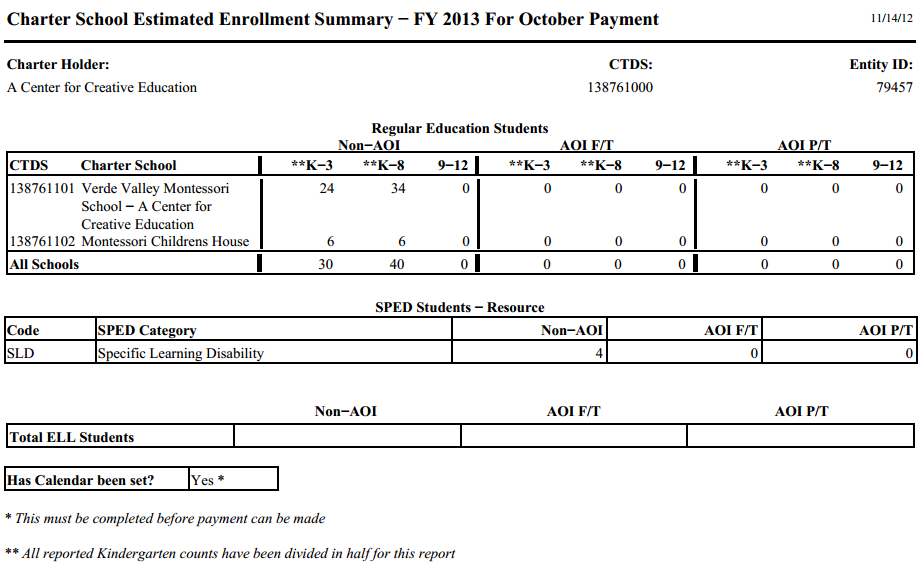 Charter School Estimated Enrollment Summary − FY 2013 For October Payment 11/14/12
Charter Holder: CTDS: Entity ID:
A Center for Creative Education 138761000 79457
Regular Education Students
Non−AOI AOI F/T AOI P/T
CTDS Charter School **K−3 **K−8 9−12 **K−3 **K−8 9−12 **K−3 **K−8 9−12
138761101 Verde Valley Montessori 24 34 0 0 0 0 0 0 0
School − A Center for
Creative Education
138761102 Montessori Childrens House 6 6 0 0 0 0 0 0 0
All Schools 30 40 0 0 0 0 0 0 0
SPED Students − Resource
Code SPED Category Non−AOI AOI F/T AOI P/T
SLD Specific Learning Disability 4 0 0
Non−AOI AOI F/T AOI P/T
Total ELL Students
Has Calendar been set? Yes *
* This must be completed before payment can be made
** All reported Kindergarten counts have been divided in half for this report